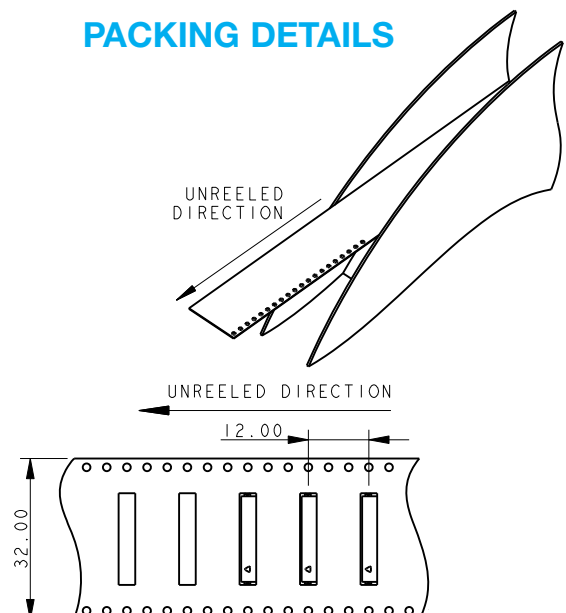 PACKING DETAILS
UNREELED
DIRECTION
UNREELED DIRECTION
12.00
32.00